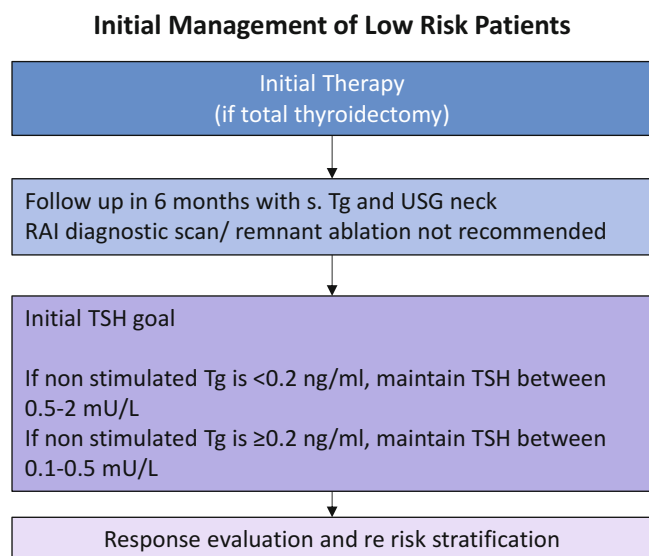 Initial Management of Low Risk Patients
Initial Therapy
(if total thyroidectomy)
Follow up in 6 months with s. Tg and USG neck
RAI diagnostic scan/ remnant ablation not recommended
Initial TSH goal
If non stimulated Tg is <0.2 ng/ml, maintain TSH between
0.5-2 mU/L
If non stimulated Tg is ≥0.2 ng/ml, maintain TSH between
0.1-0.5 mU/L
Response evaluation and re risk stratification